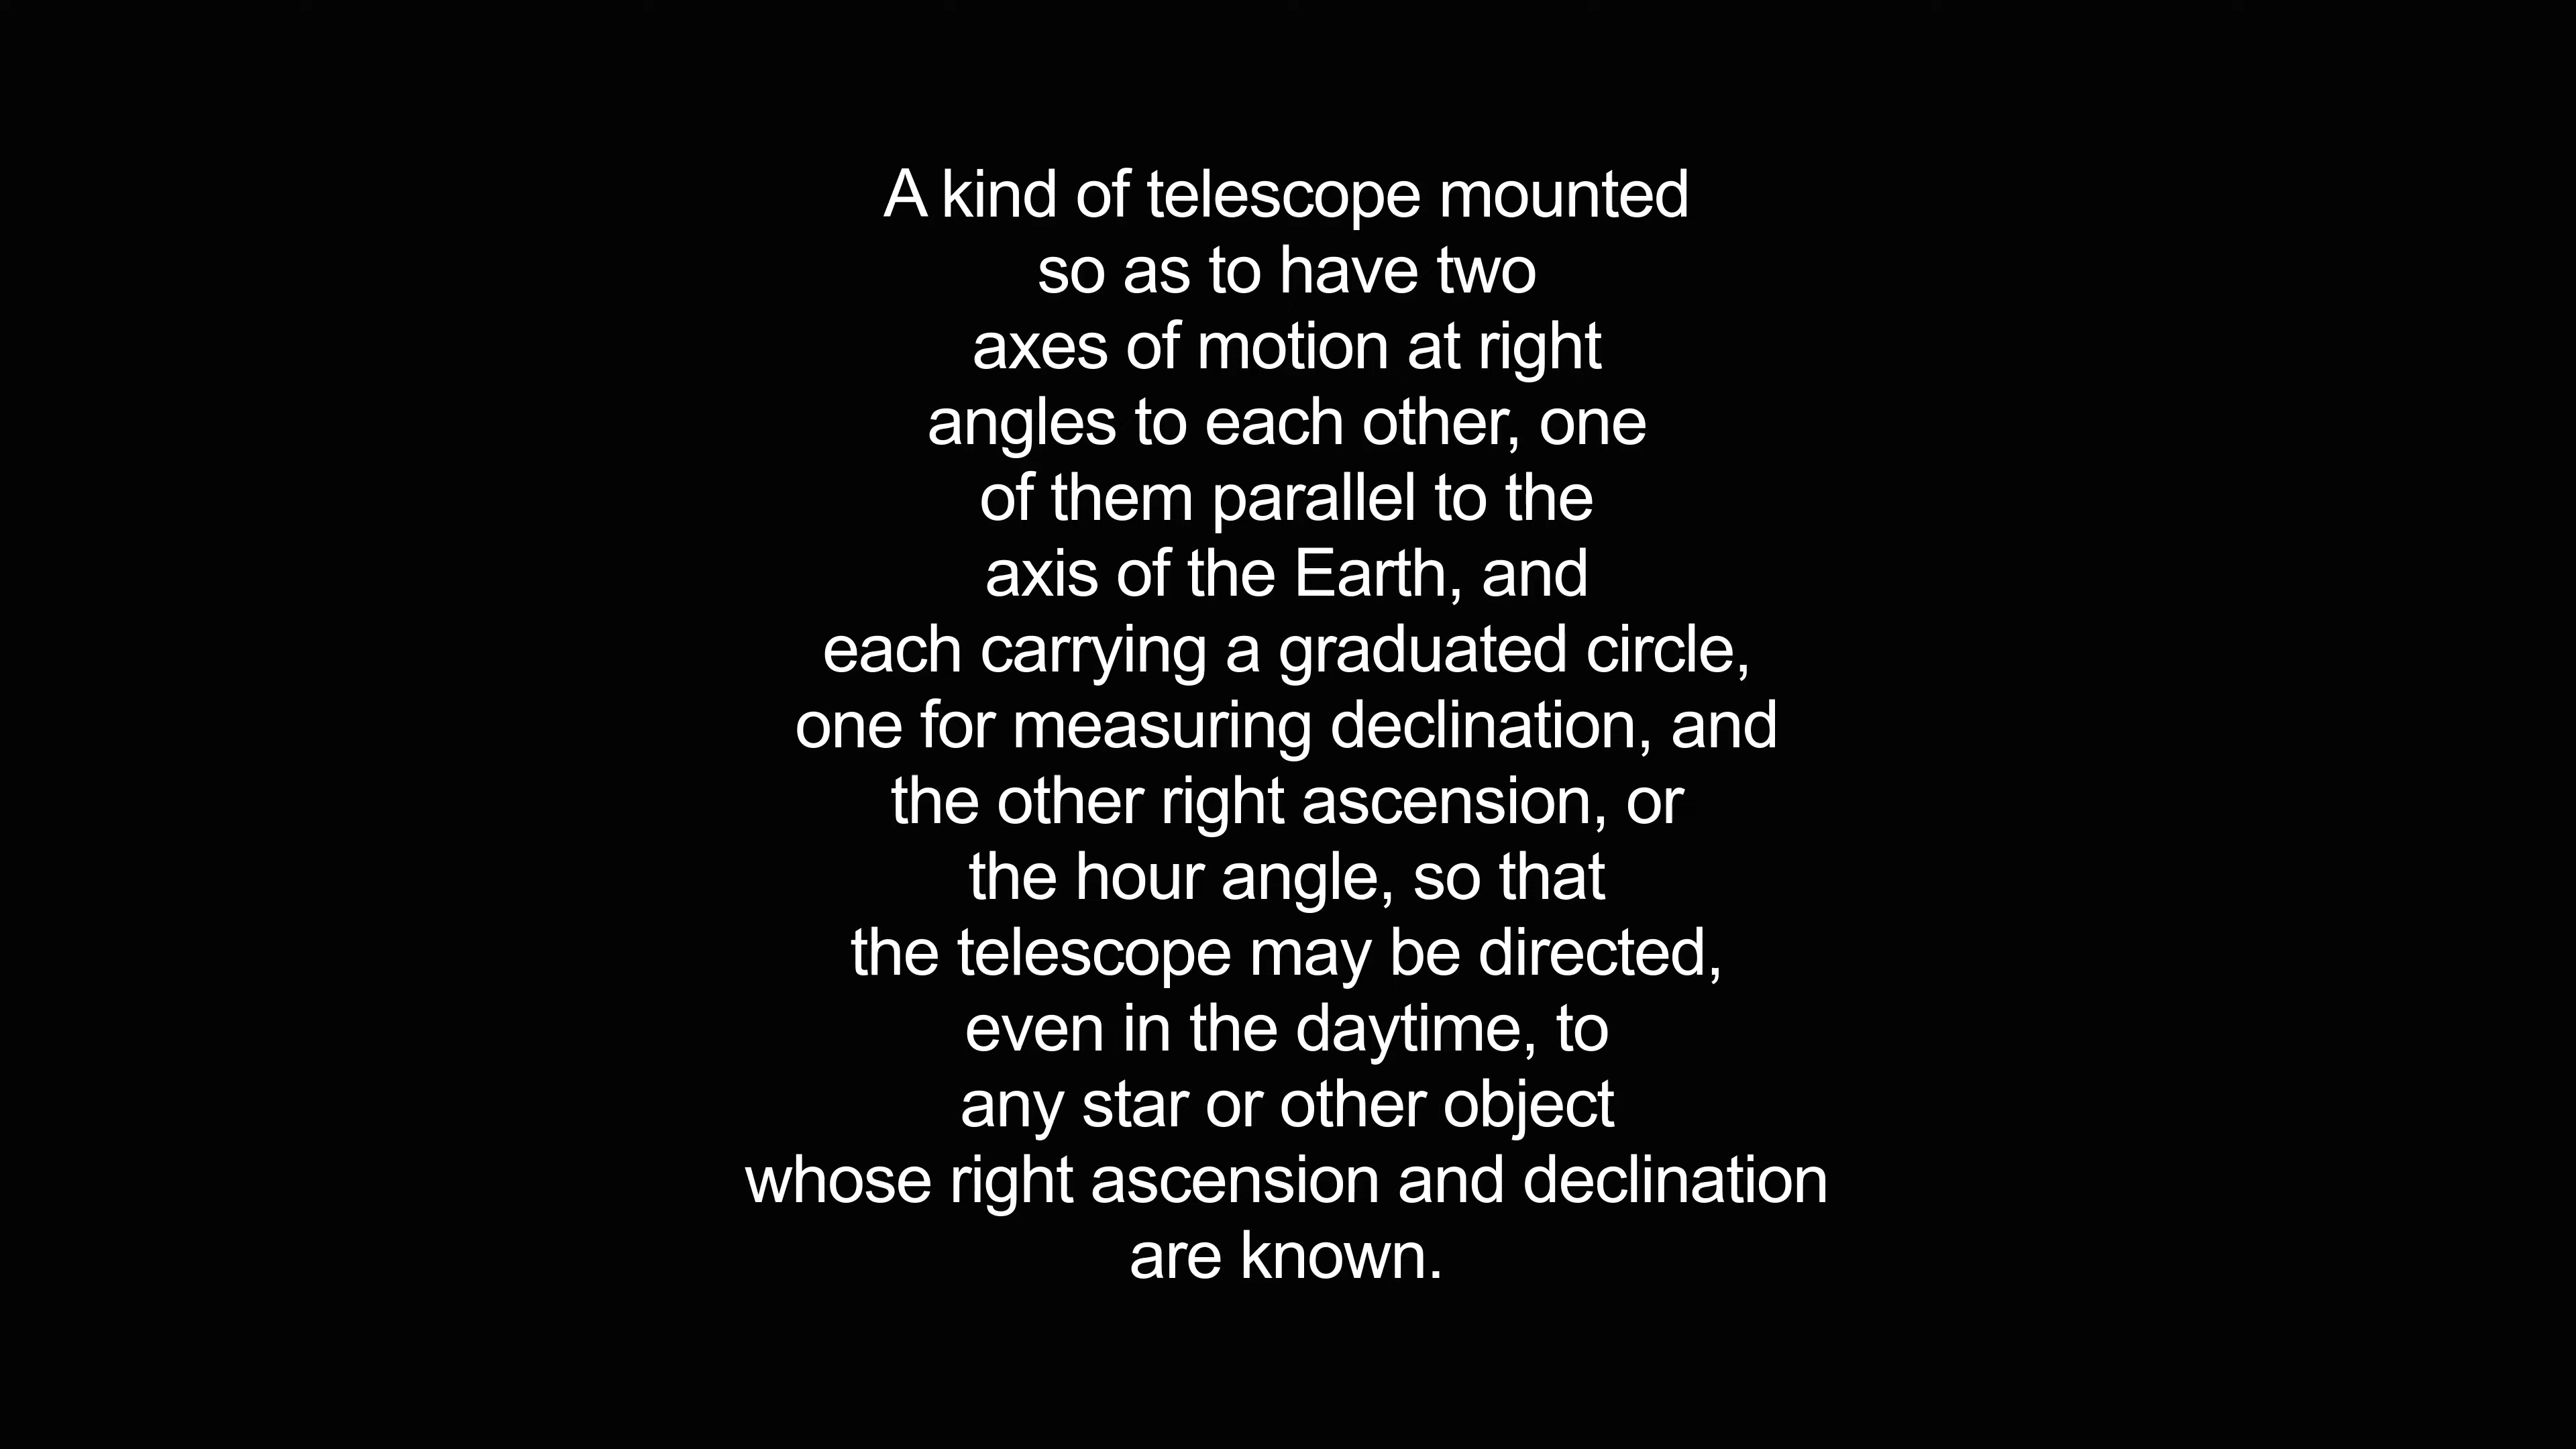 A kind of telescope mounted
so as to have two
axes of motion at right
angles to each other, one
of them parallel to the
axis of the Earth, and
each carrying a graduated circle,
one for measuring declination, and
the other right ascension, or
the hour angle, so that
the telescope may be directed,
even in the daytime, to
any star or other object
whose right ascension and declination
are known.